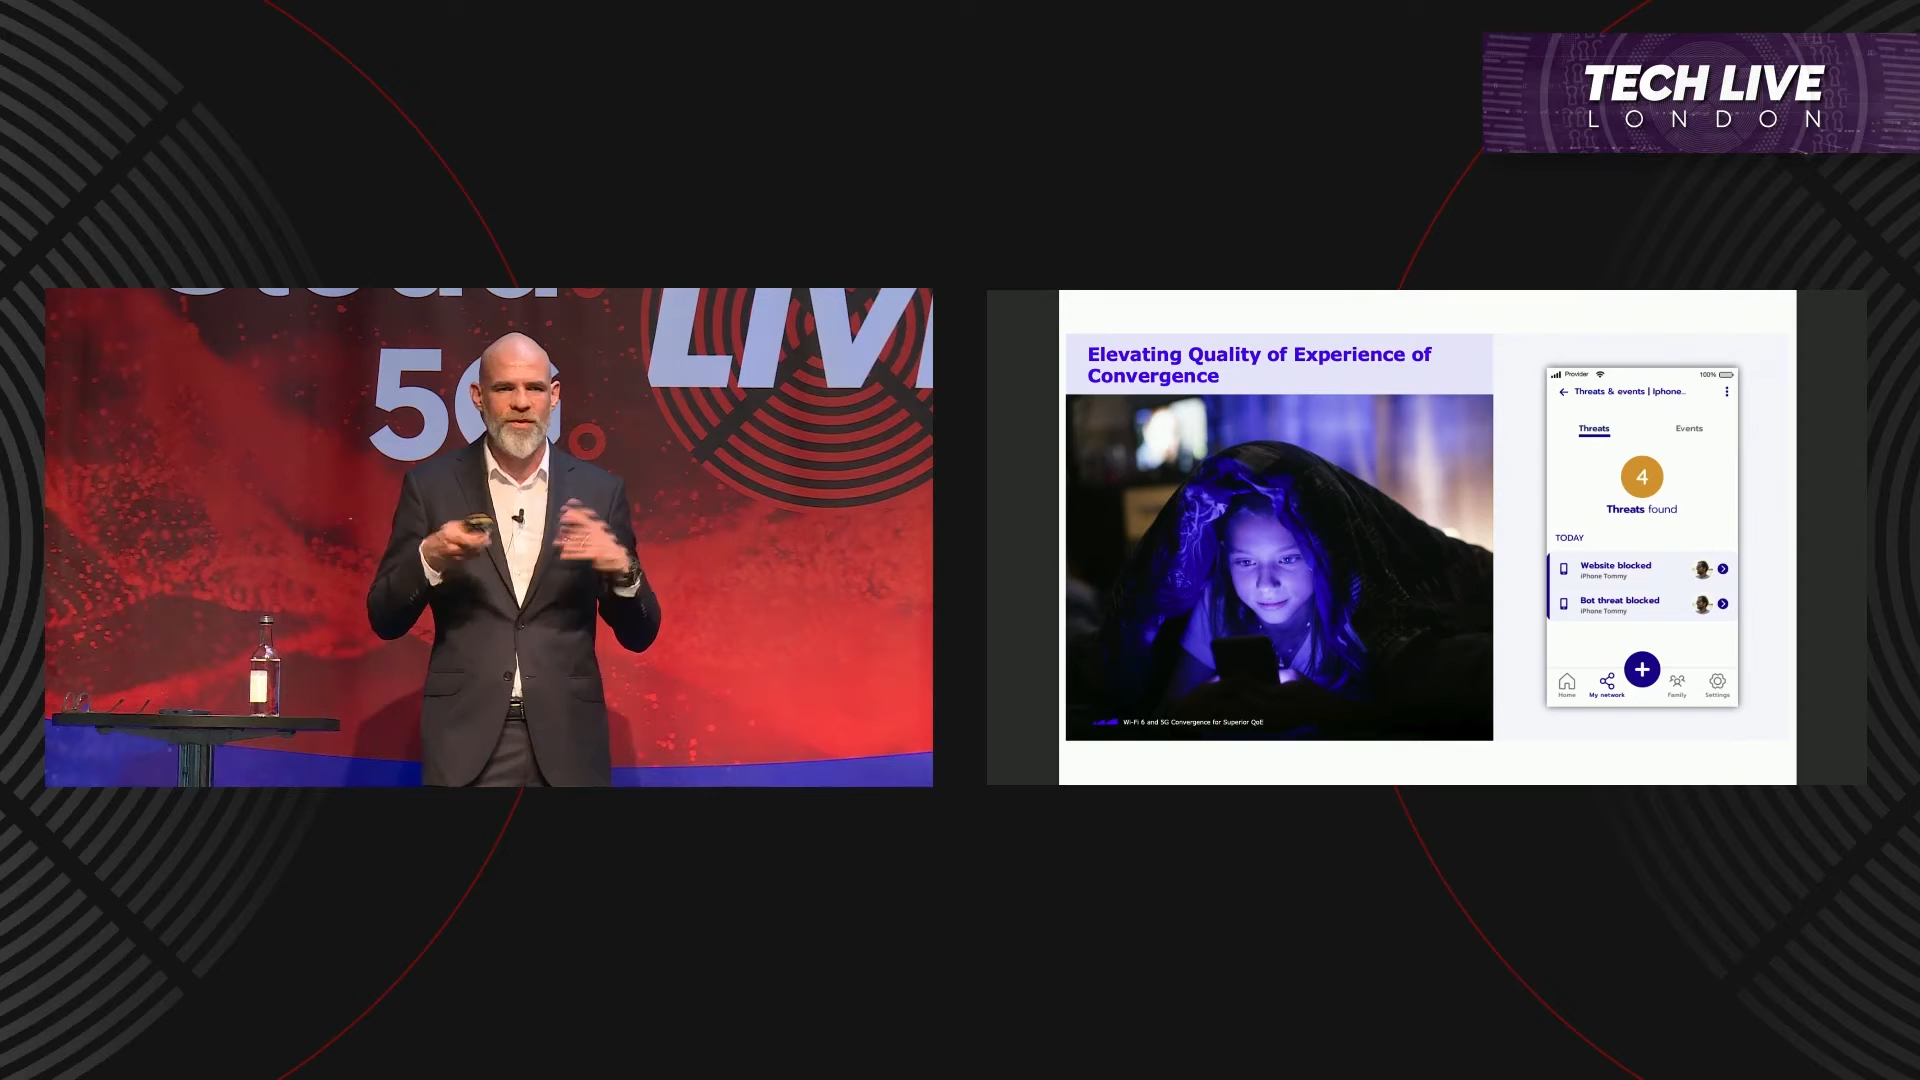 TECH LIVE
LONDON
5G.
LIV
Elevating Quality of Experience of
Convergence
Wi-Fi 6 and 5G Convergence for Superior QoE
Provider
100%
Threats & events | Iphone...
Threats
Events
4
Threats found
TODAY
Website blocked
iPhone Tommy
Bot threat blocked
iPhone Tommy
Home
My network
Family
Settings